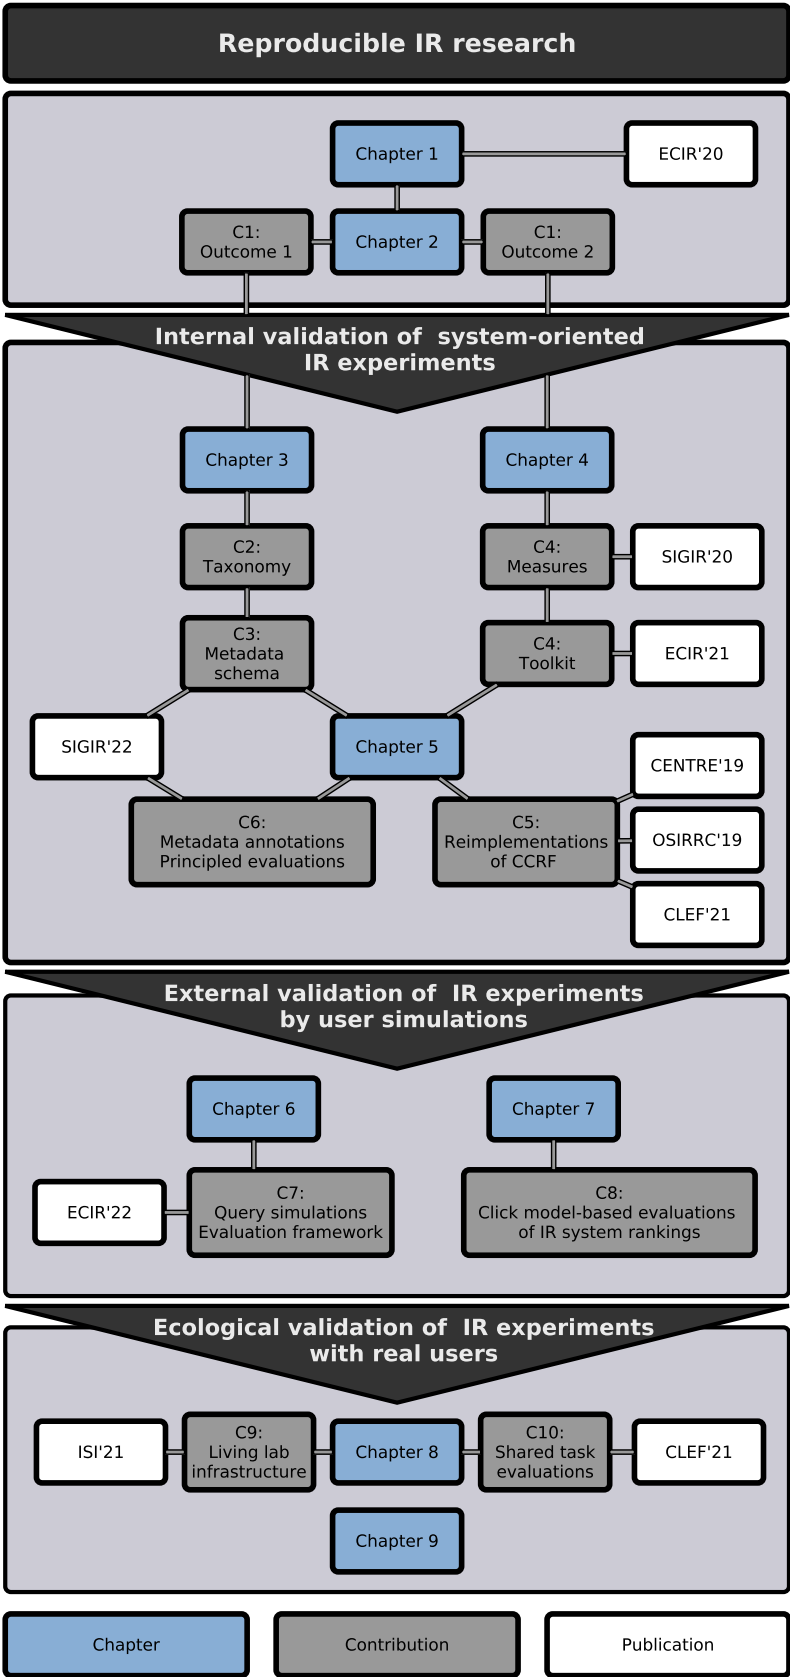 Reproducible IR research
Chapter 1
ECIR'20
C1:
Outcome 1
Chapter 2
C1:
Outcome 2
Internal validation of system-oriented
IR experiments
Chapter 3
Chapter 4
C2:
Taxonomy
C4:
Measures
SIGIR'20
C3:
Metadata
schema
C4:
Toolkit
ECIR'21
SIGIR'22
Chapter 5
CENTRE'19
C6:
Metadata annotations
Principled evaluations
C5:
Reimplementations
of CCRF
OSIRRC'19
CLEF'21
External validation of IR experiments
by user simulations
Chapter 6
Chapter 7
ECIR'22
C7:
Query simulations
Evaluation framework
C8:
Click model-based evaluations
of IR system rankings
Ecological validation of IR experiments
with real users
ISI'21
C9:
Living lab
infrastructure
Chapter 8
C10:
Shared task
evaluations
CLEF'21
Chapter 9
Chapter
Contribution
Publication